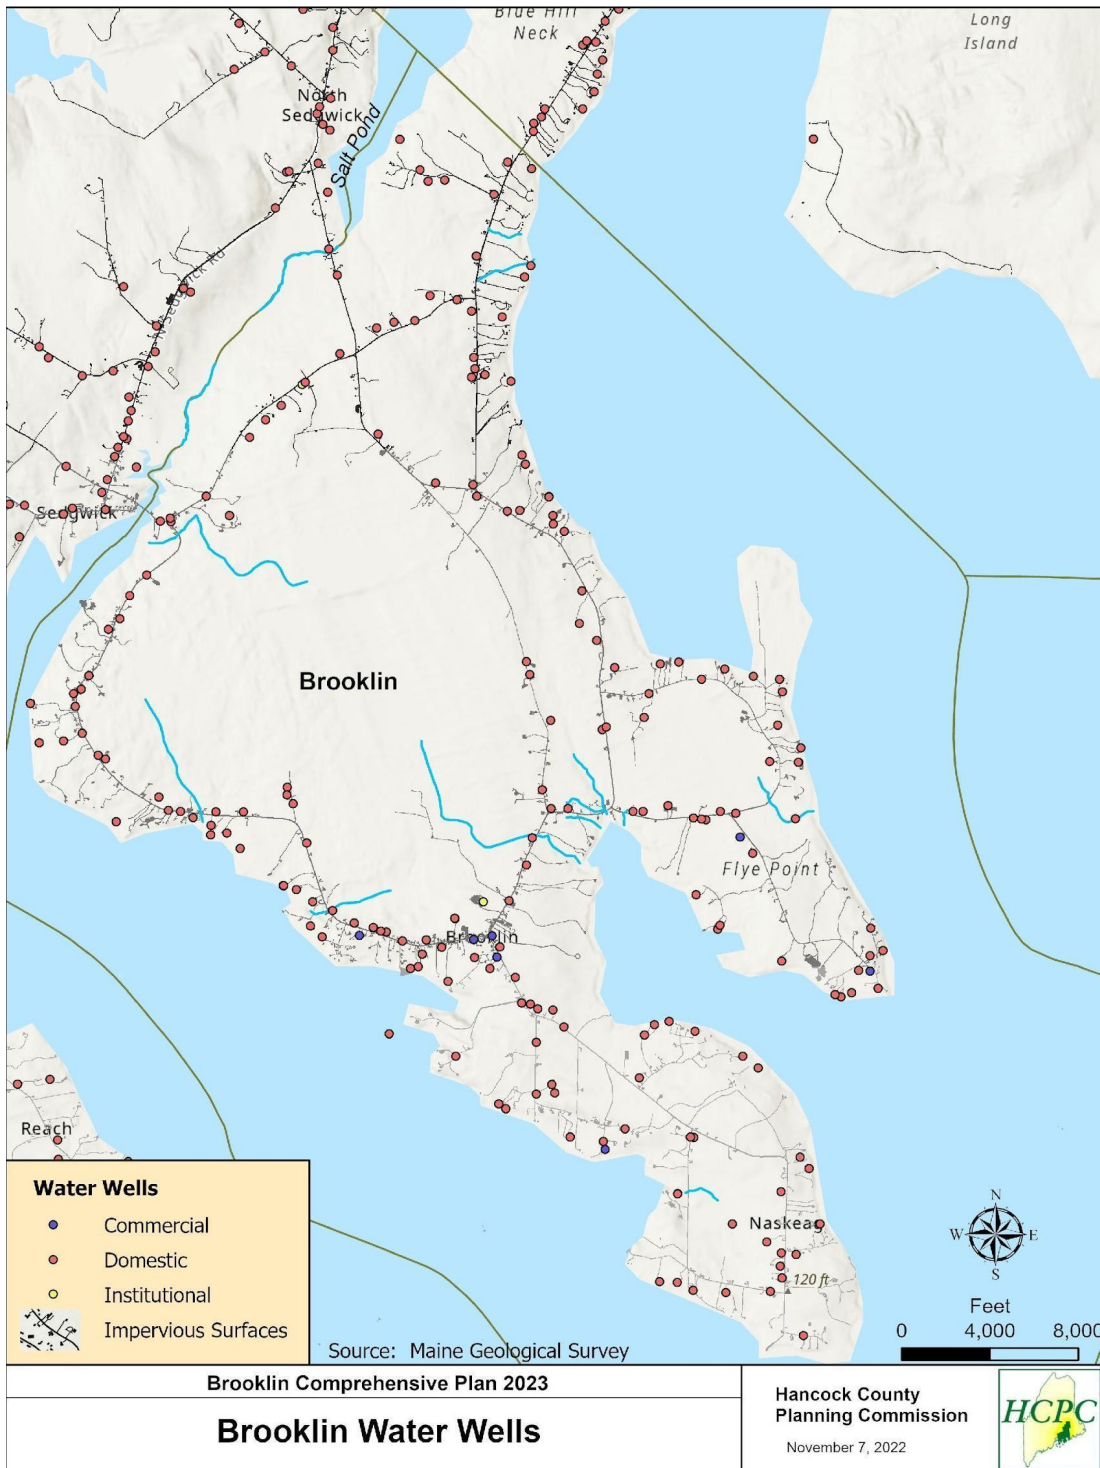 Blue Hill
Neck
Long
Island
North
Sedgwick
Salt Pond
N Sedgwick Rd
Sedgwick
Brooklin
Flye Point
Brooklin
Reach
Naskeag
120 ft
Water Wells
Commercial
Domestic
Institutional
Impervious Surfaces
Source: Maine Geological Survey
N
W E
S
Feet
0 4,000 8,000
Brooklin Comprehensive Plan 2023
Brooklin Water Wells
Hancock County
Planning Commission
November 7, 2022
HCPC